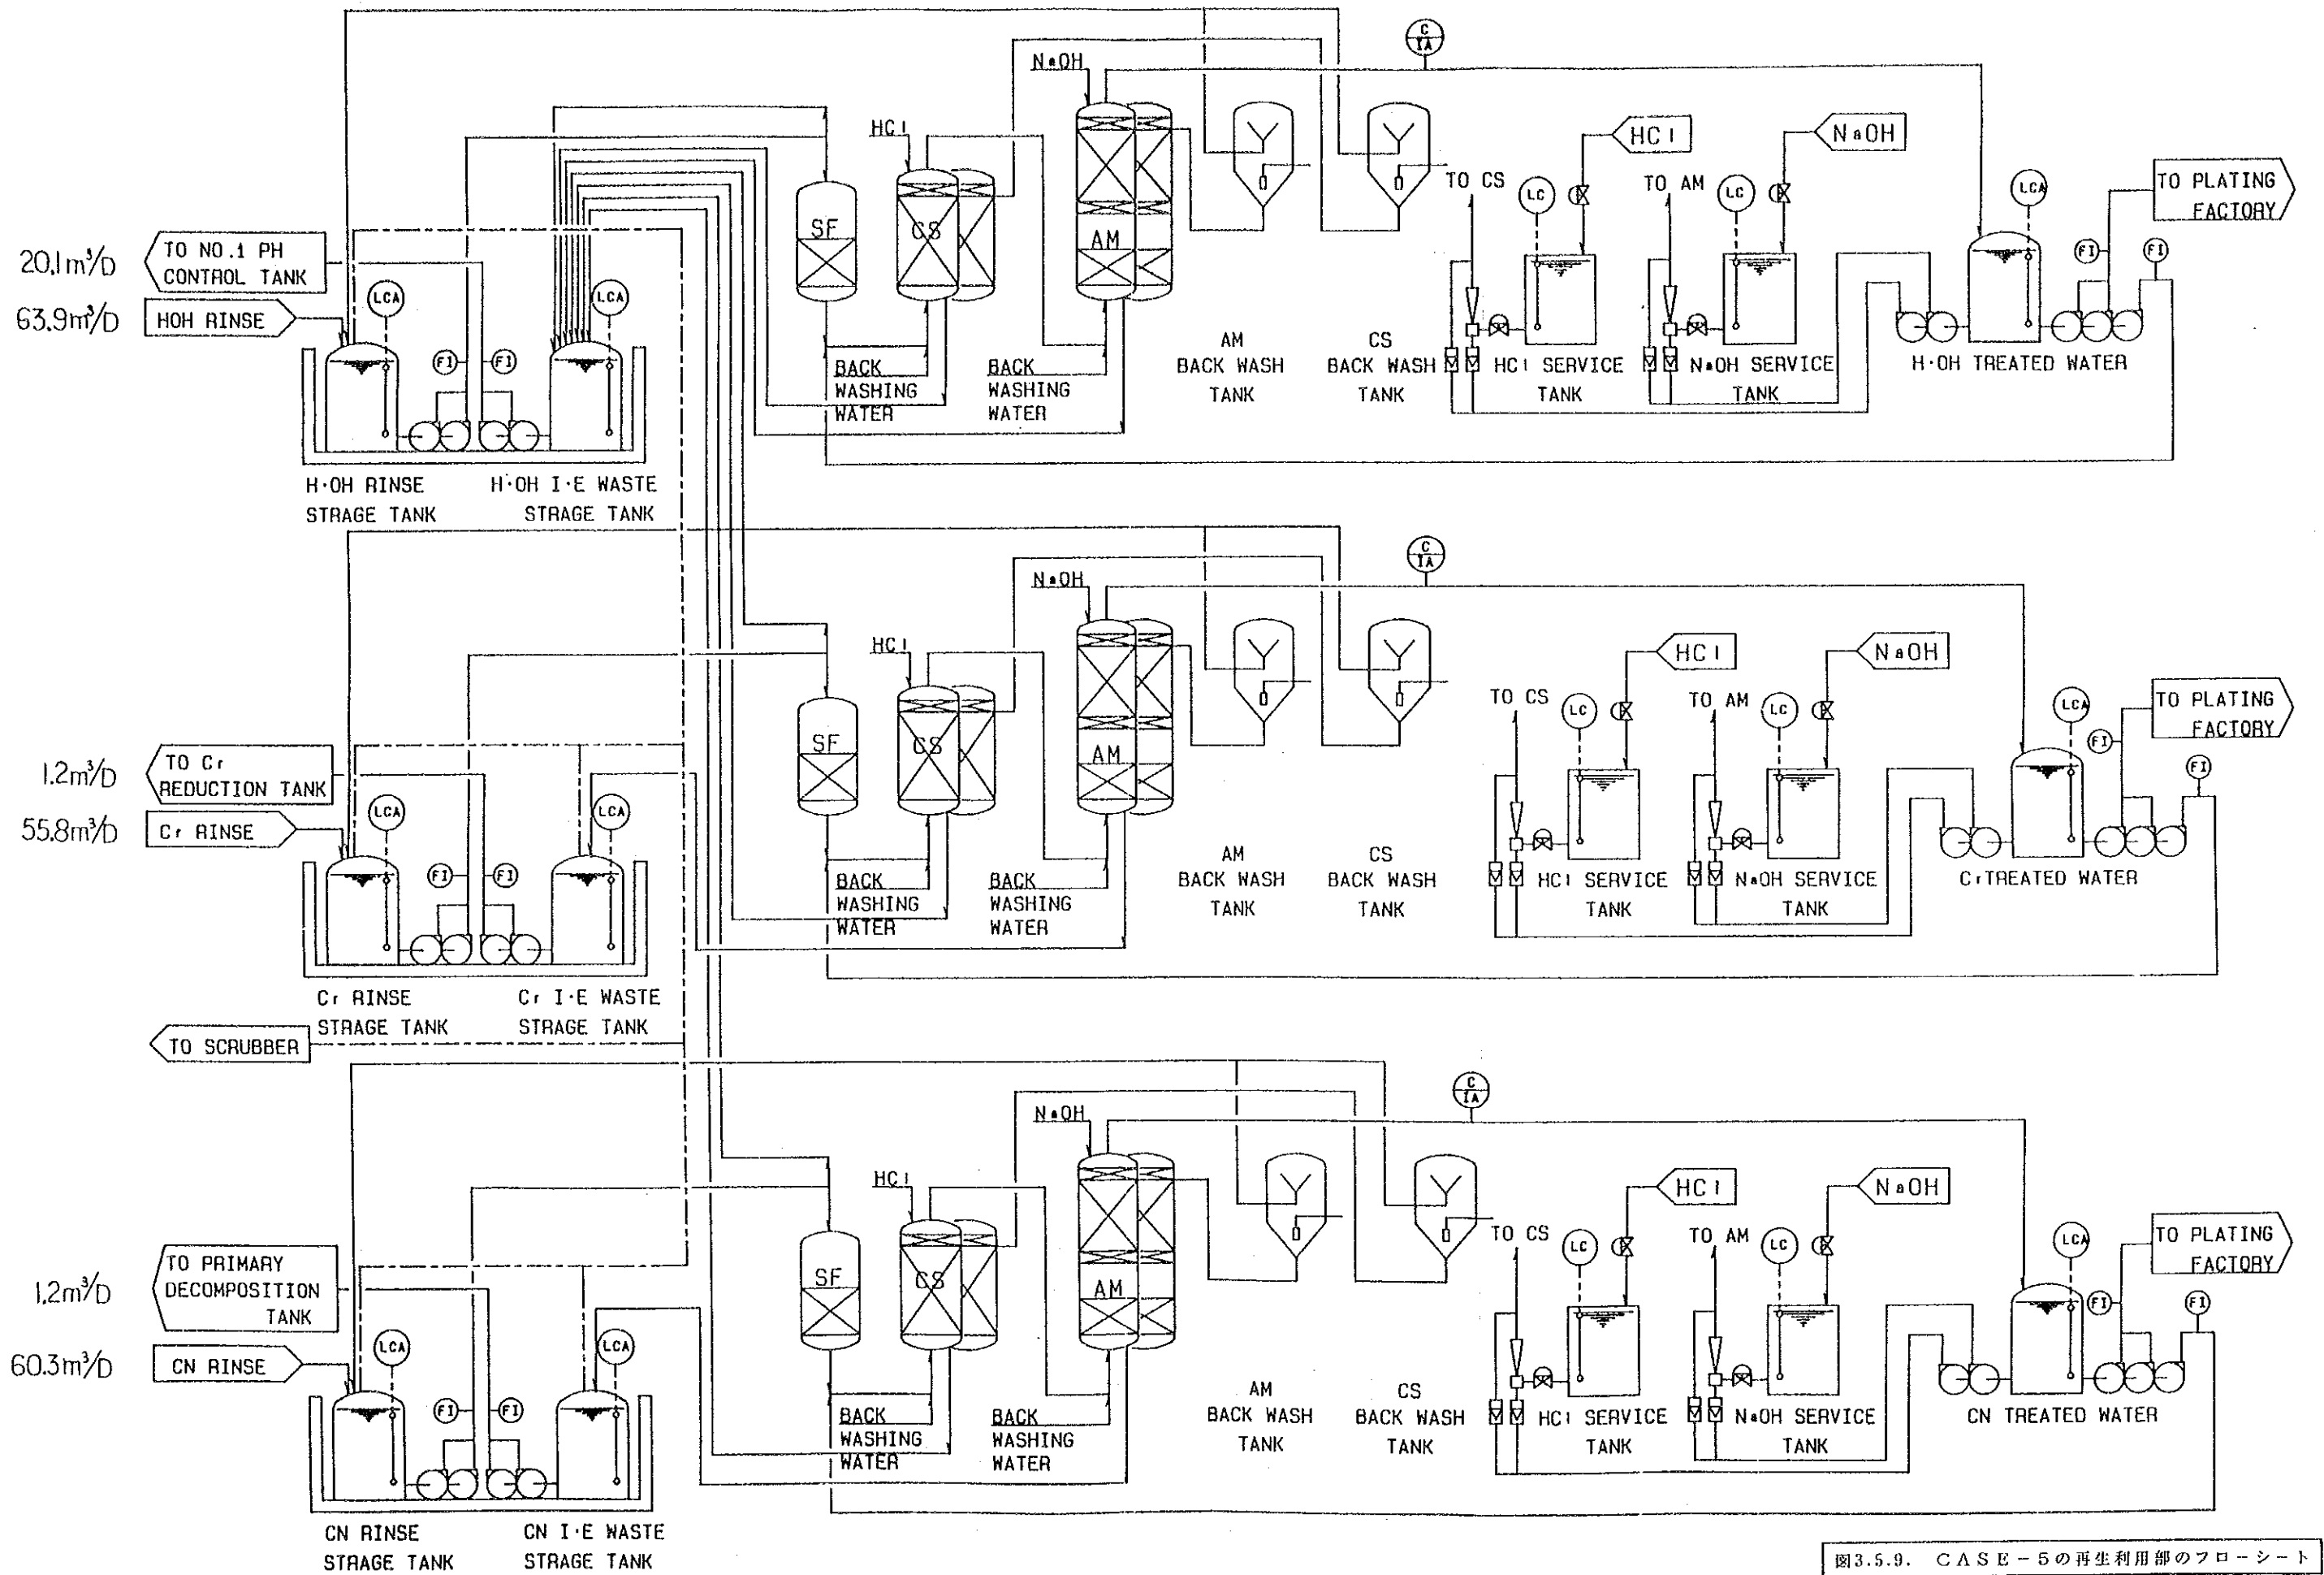 C
IA
NaOH
HCl
NaOH
HCl
TO CS
LC
TO AM
LC
TO PLATING
FACTORY
LCA
SF
CS
AM
20.1m³/D
TO NO.1 PH
CONTROL TANK
FI
FI
63.9m³/D
HOH RINSE
LCA
LCA
FI
FI
BACK
WASHING
WATER
BACK
WASHING
WATER
AM
BACK WASH
TANK
CS
BACK WASH
TANK
HCl SERVICE
TANK
NaOH SERVICE
TANK
H·OH TREATED WATER
H·OH RINSE
STRAGE TANK
H·OH I·E WASTE
STRAGE TANK
C
IA
NaOH
HCl
HCl
NaOH
TO CS
LC
TO AM
LC
LCA
TO PLATING
FACTORY
SF
CS
AM
FI
FI
1.2m³/D
TO Cr
REDUCTION TANK
55.8m³/D
Cr RINSE
LCA
LCA
FI
FI
BACK
WASHING
WATER
BACK
WASHING
WATER
AM
BACK WASH
TANK
CS
BACK WASH
TANK
HCl SERVICE
TANK
NaOH SERVICE
TANK
Cr TREATED WATER
Cr RINSE
STRAGE TANK
Cr I·E WASTE
STRAGE TANK
TO SCRUBBER
C
IA
NaOH
HCl
HCl
NaOH
TO CS
LC
TO AM
LC
LCA
TO PLATING
FACTORY
SF
CS
AM
FI
FI
1.2m³/D
TO PRIMARY
DECOMPOSITION
TANK
60.3m³/D
CN RINSE
LCA
LCA
FI
FI
BACK
WASHING
WATER
BACK
WASHING
WATER
AM
BACK WASH
TANK
CS
BACK WASH
TANK
HCl SERVICE
TANK
NaOH SERVICE
TANK
CN TREATED WATER
CN RINSE
STRAGE TANK
CN I·E WASTE
STRAGE TANK
図3.5.9. CASE-5の再生利用部のフローシート